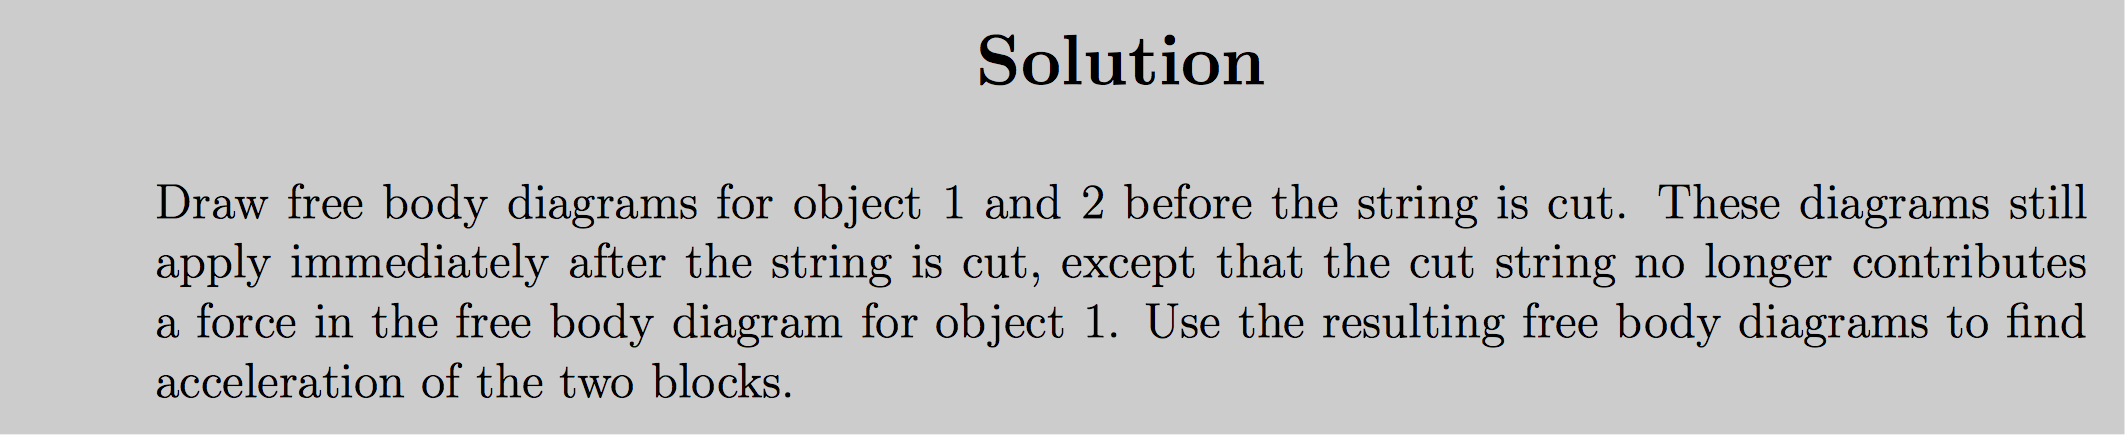 Solution
Draw free body diagrams for object 1 and 2 before the string is cut. These diagrams still
apply immediately after the string is cut, except that the cut string no longer contributes
a force in the free body diagram for object 1. Use the resulting free body diagrams to find
acceleration of the two blocks.